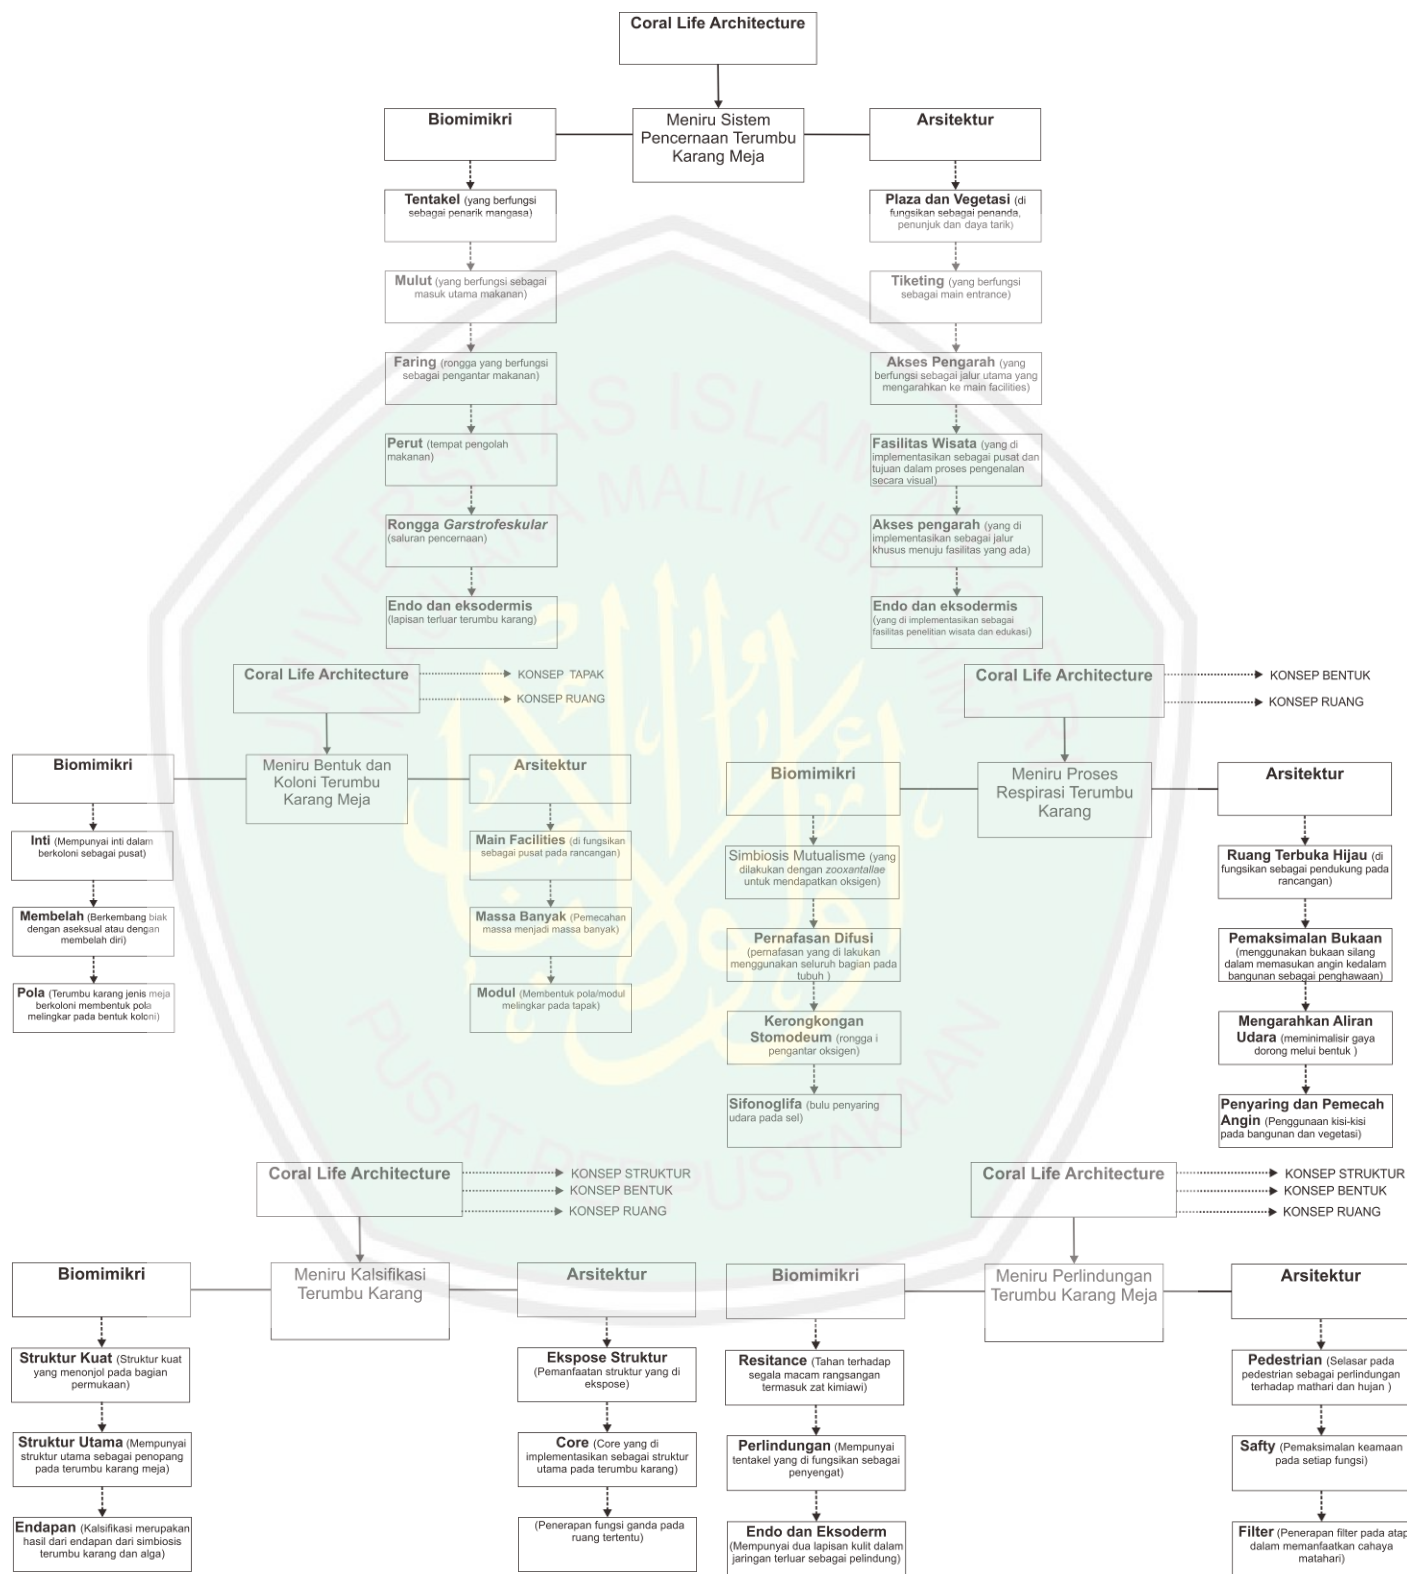 Coral Life Architecture
Biomimikri
Meniru Sistem
Pencernaan Terumbu
Karang Meja
Arsitektur
Tentakel (yang berfungsi
sebagai penarik mangasa)
Plaza dan Vegetasi (di
fungsikan sebagai penanda,
penunjuk dan daya tarik)
Mulut (yang berfungsi sebagai
masuk utama makanan)
Tiketing (yang berfungsi
sebagai main entrance)
Faring (rongga yang berfungsi
sebagai pengantar makanan)
Akses Pengarah (yang
berfungsi sebagai jalur utama yang
mengarahkan ke main facilities)
Perut (tempat pengolah
makanan)
Fasilitas Wisata (yang di
implementasikan sebagai pusat dan
tujuan dalam proses pengenalan
secara visual)
Rongga Garstrofeskular
(saluran pencernaan)
Akses pengarah (yang di
implementasikan sebagai jalur
khusus menuju fasilitas yang ada)
Endo dan eksodermis
(lapisan terluar terumbu karang)
Endo dan eksodermis
(yang di implementasikan sebagai
fasilitas penelitian wisata dan edukasi)
Coral Life Architecture
KONSEP TAPAK
KONSEP RUANG
Biomimikri
Meniru Bentuk dan
Koloni Terumbu
Karang Meja
Arsitektur
Inti (Mempunyai inti dalam
berkoloni sebagai pusat)
Main Facilities (di fungsikan
sebagai pusat pada rancangan)
Membelah (Berkembang biak
dengan aseksual atau dengan
membelah diri)
Massa Banyak (Pemecahan
massa menjadi massa banyak)
Pola (Terumbu karang jenis meja
berkoloni membentuk pola
melingkar pada bentuk koloni)
Modul (Membentuk pola/modul
melingkar pada tapak)
Coral Life Architecture
KONSEP BENTUK
KONSEP RUANG
Biomimikri
Meniru Proses
Respirasi Terumbu
Karang
Arsitektur
Simbiosis Mutualisme (yang
dilakukan dengan zooxantallae
untuk mendapatkan oksigen)
Ruang Terbuka Hijau (di
fungsikan sebagai pendukung pada
rancangan)
Pernafasan Difusi
(pernafasan yang di lakukan
menggunakan seluruh bagian pada
tubuh )
Pemaksimalan Bukaan
(menggunakan bukaan silang
dalam memasukan angin kedalam
bangunan sebagai penghawaan)
Kerongkongan
Stomodeum (rongga i
pengantar oksigen)
Mengarahkan Aliran
Udara (meminimalisir gaya
dorong melui bentuk )
Sifonoglifa (bulu penyaring
udara pada sel)
Penyaring dan Pemecah
Angin (Penggunaan kisi-kisi
pada bangunan dan vegetasi)
Coral Life Architecture
KONSEP STRUKTUR
KONSEP BENTUK
KONSEP RUANG
Biomimikri
Meniru Kalsifikasi
Terumbu Karang
Arsitektur
Struktur Kuat (Struktur kuat
yang menonjol pada bagian
permukaan)
Ekspose Struktur
(Pemanfaatan struktur yang di
ekspose)
Struktur Utama (Mempunyai
struktur utama sebagai penopang
pada terumbu karang meja)
Core (Core yang di
implementasikan sebagai struktur
utama pada terumbu karang)
Endapan (Kalsifikasi merupakan
hasil dari endapan dari simbiosis
terumbu karang dan alga)
(Penerapan fungsi ganda pada
ruang tertentu)
Coral Life Architecture
KONSEP STRUKTUR
KONSEP BENTUK
KONSEP RUANG
Biomimikri
Meniru Perlindungan
Terumbu Karang Meja
Arsitektur
Resitance (Tahan terhadap
segala macam rangsangan
termasuk zat kimiawi)
Pedestrian (Selasar pada
pedestrian sebagai perlindungan
terhadap mathari dan hujan )
Perlindungan (Mempunyai
tentakel yang di fungsikan sebagai
penyengat)
Safty (Pemaksimalan keamaan
pada setiap fungsi)
Endo dan Eksoderm
(Mempunyai dua lapisan kulit dalam
jaringan terluar sebagai pelindung)
Filter (Penerapan filter pada atap
dalam memanfaatkan cahaya
matahari)
UNIVERSITAS ISLAM NEGERI
MAULANA MALIK IBRAHIM
PUSAT PERPUSTAKAAN